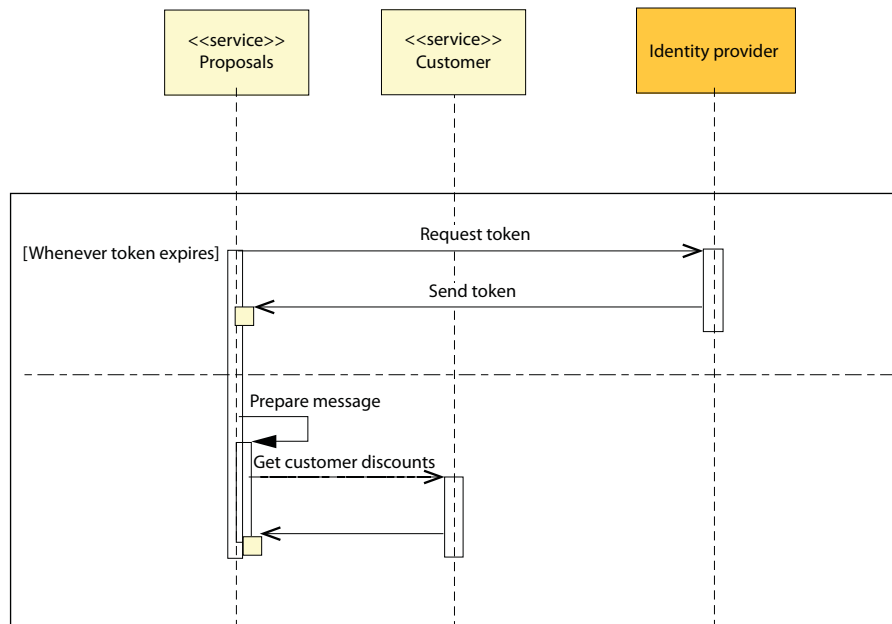 <<service>>
Proposals
<<service>>
Customer
Identity provider
Request token
[Whenever token expires]
Send token
Prepare message
Get customer discounts